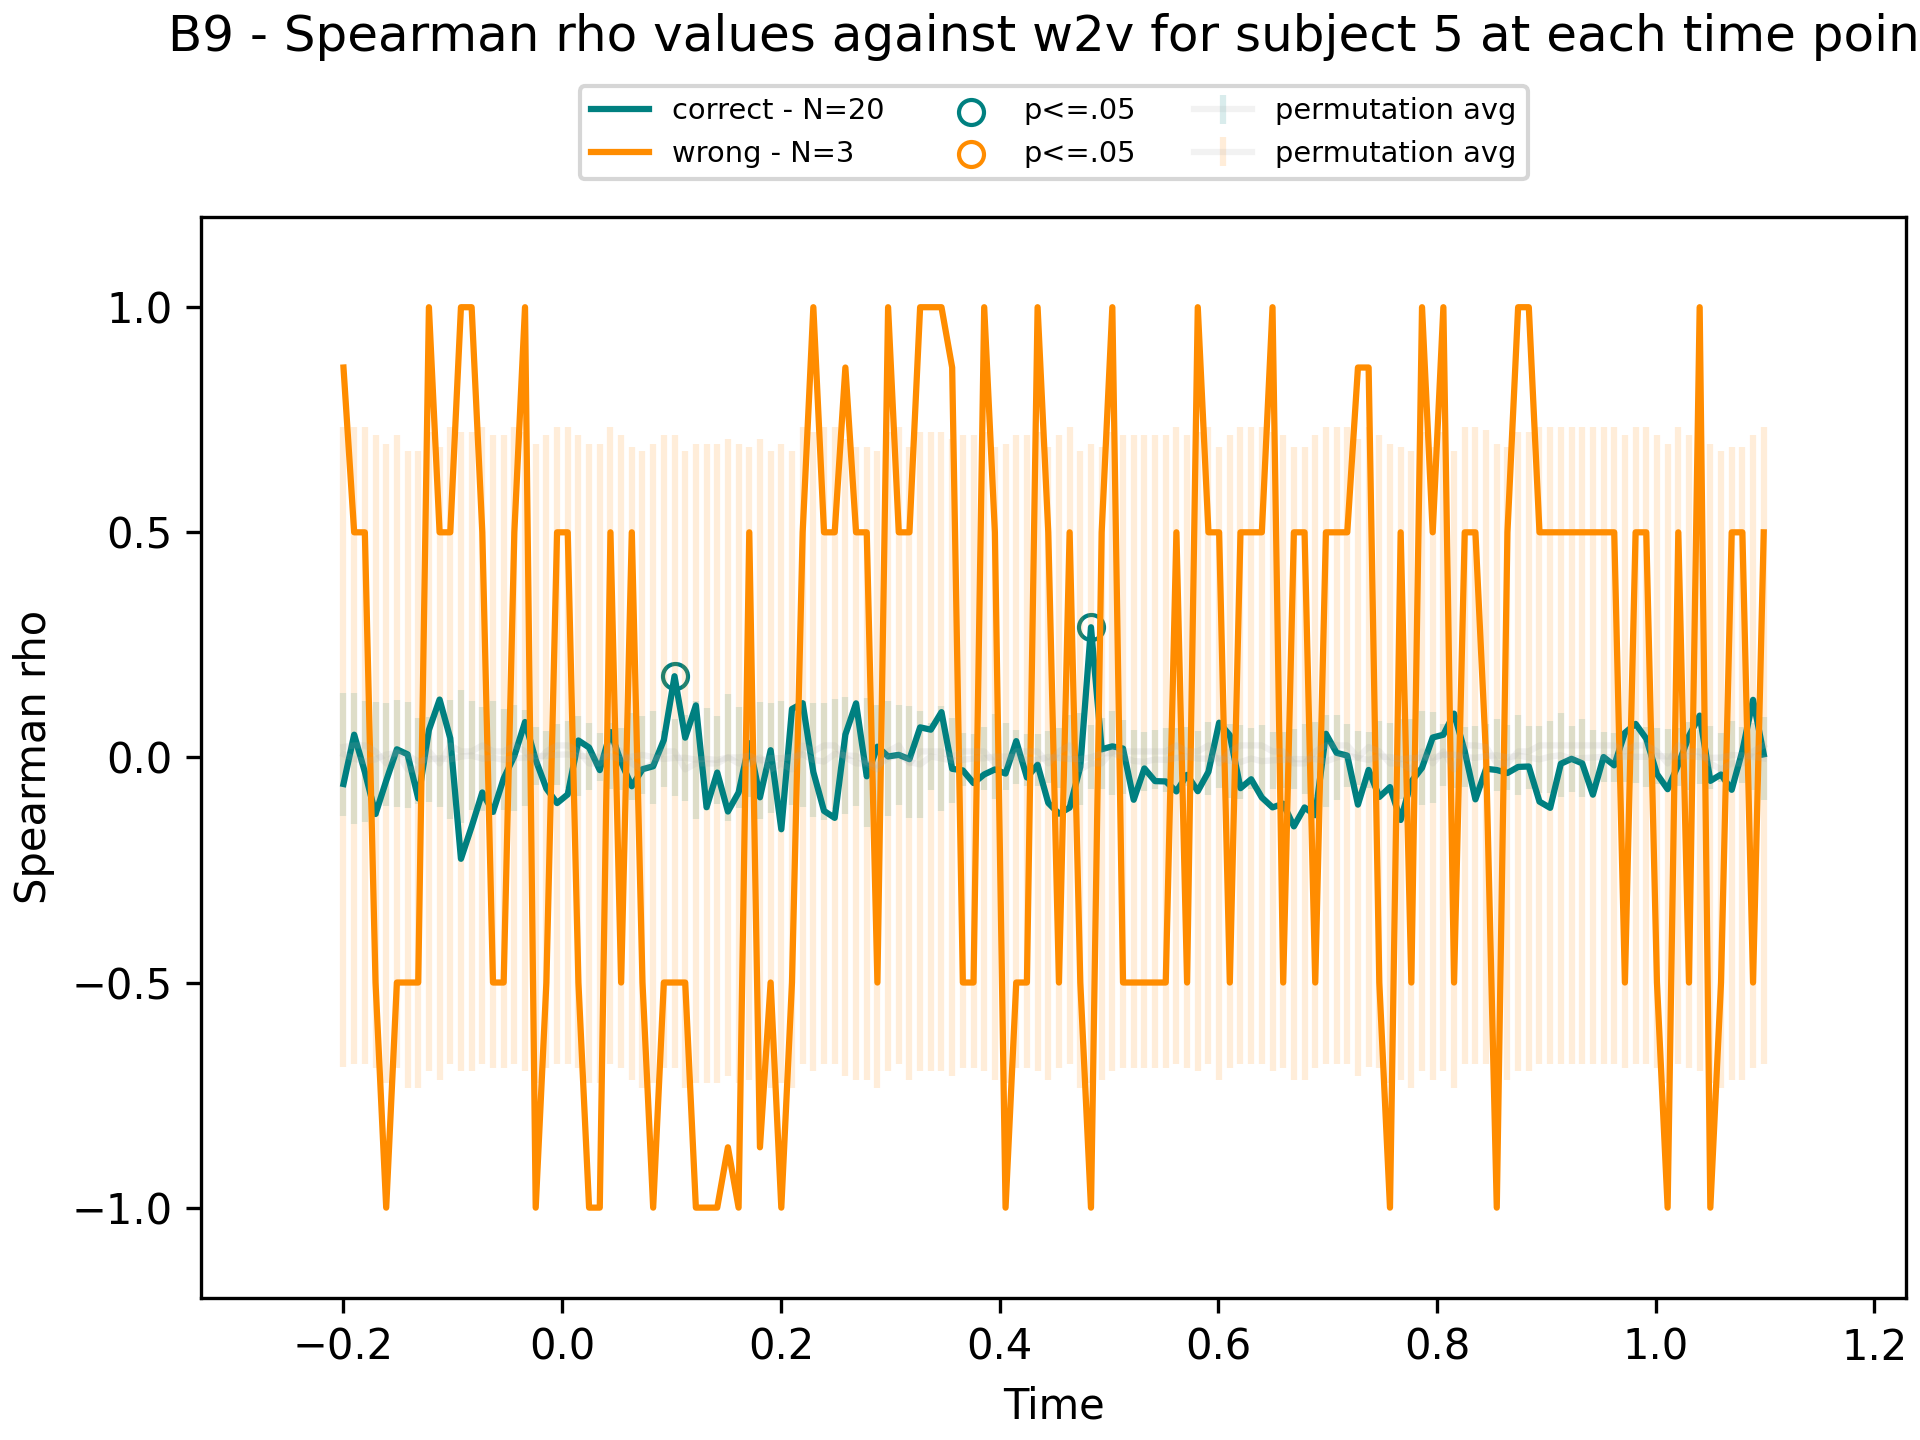 B9 - Spearman rho values against w2v for subject 5 at each time poin
correct - N=20
wrong - N=3
p<=.05
p<=.05
permutation avg
permutation avg
1.0
0.5
0.0
−0.5
−1.0
Spearman rho
−0.2 0.0 0.2 0.4 0.6 0.8 1.0 1.2
Time